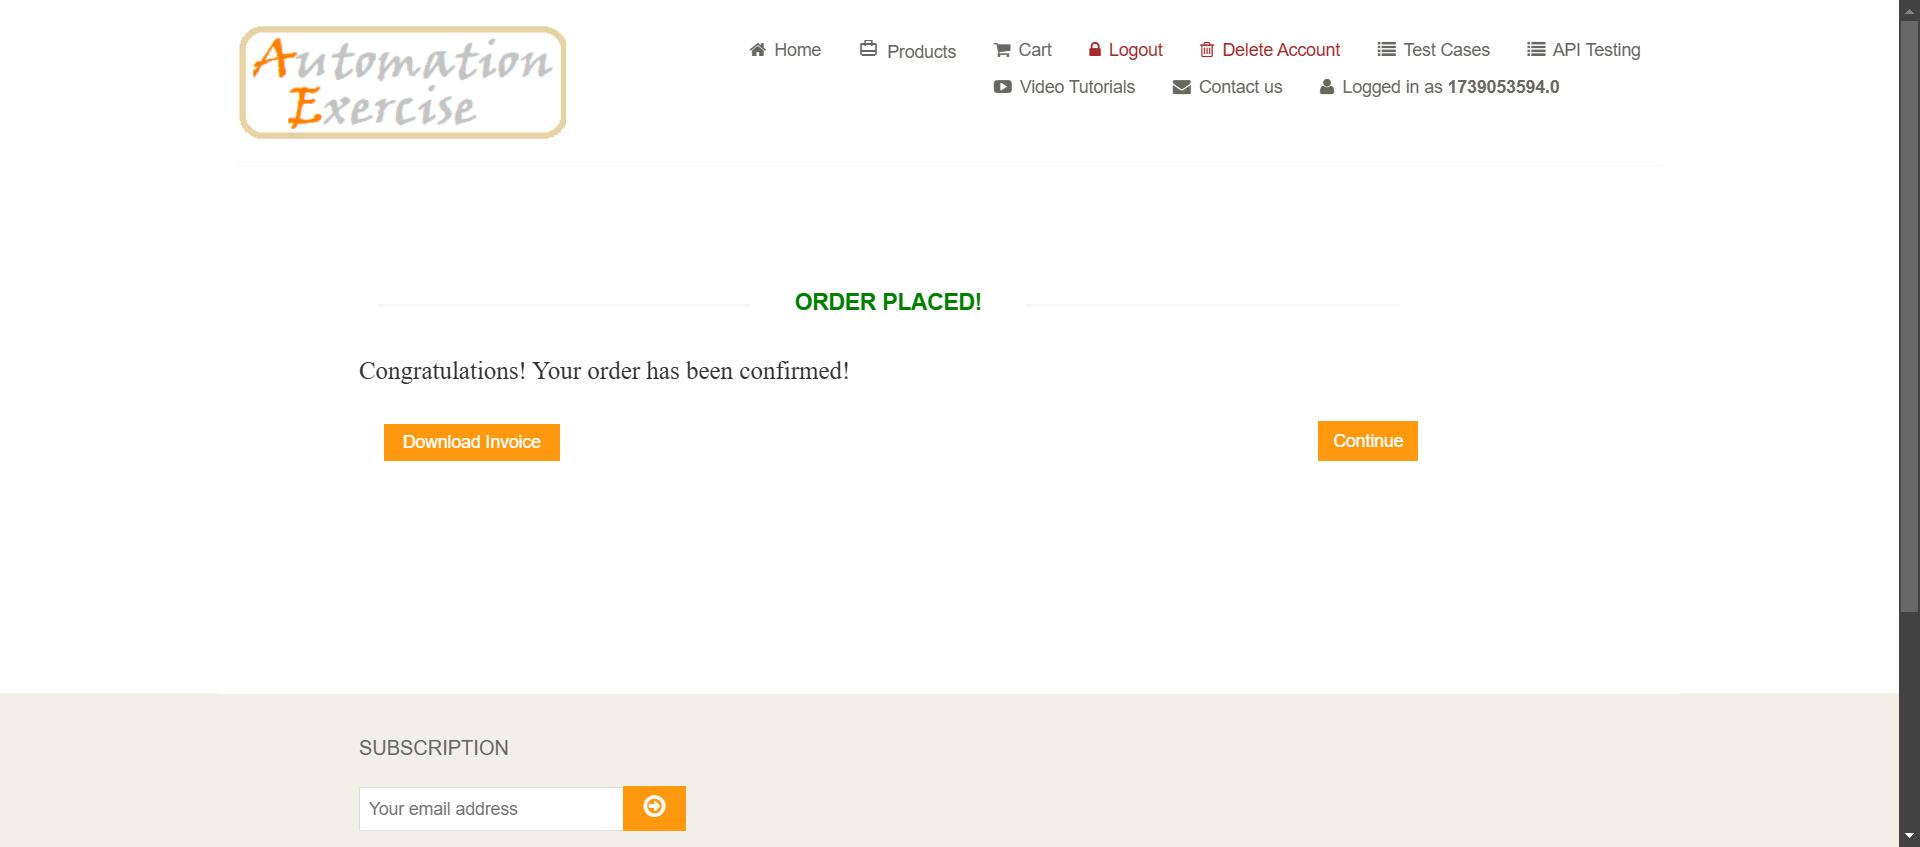 Automation
Exercise
Home Products Cart Logout Delete Account Test Cases API Testing
Video Tutorials Contact us Logged in as 1739053594.0
ORDER PLACED!
Congratulations! Your order has been confirmed!
Download Invoice Continue
SUBSCRIPTION
Your email address